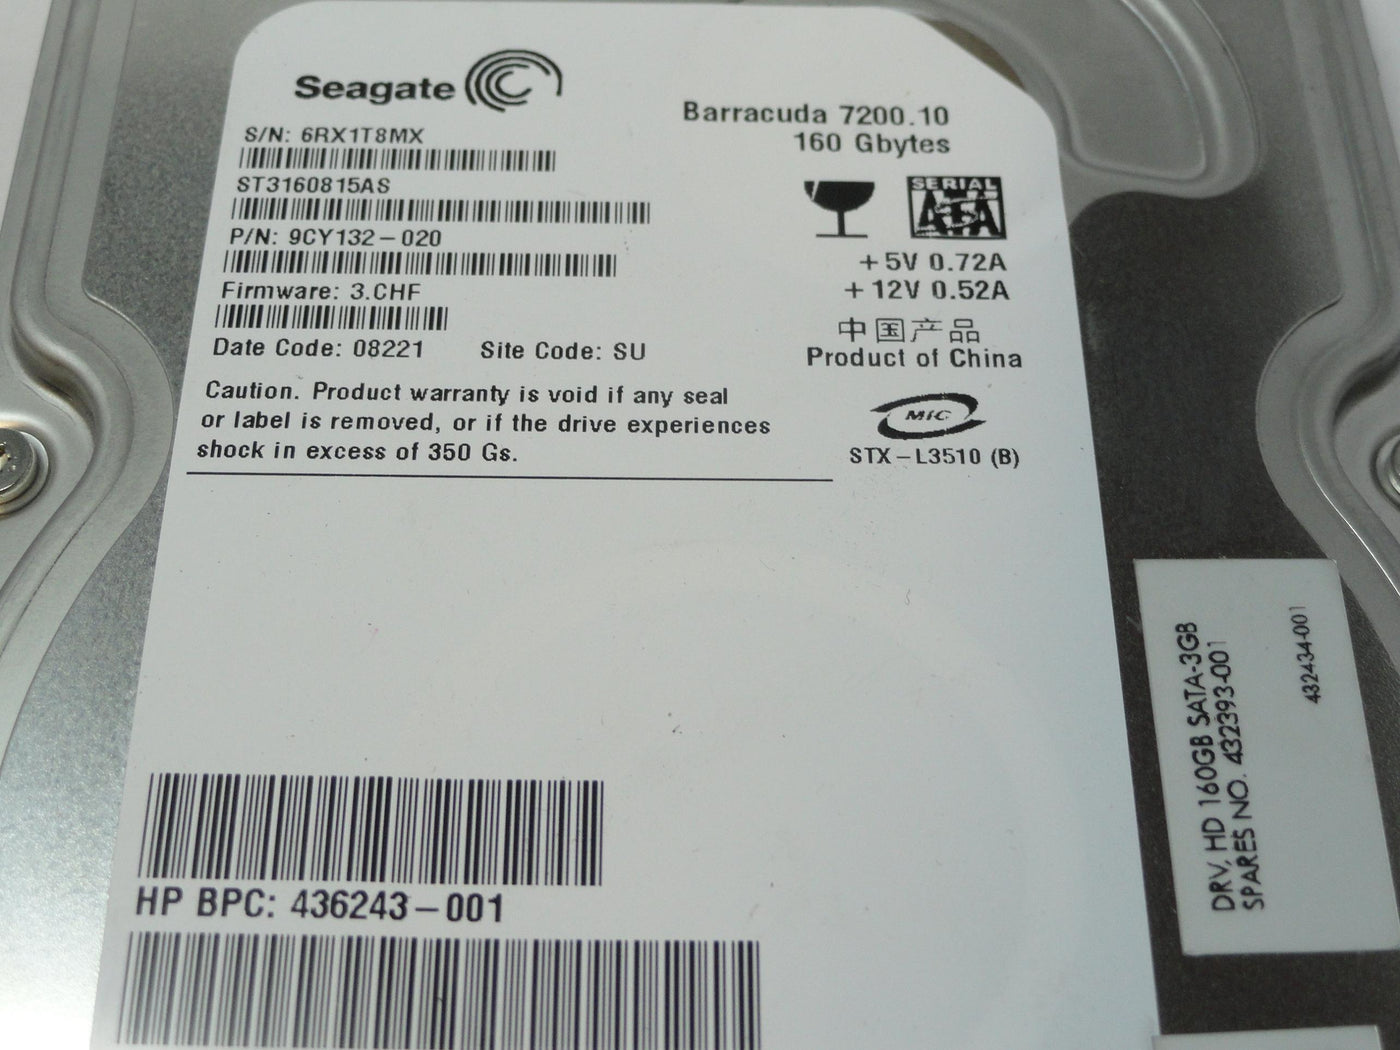 Seagate
S/N: 6RX1T8MX
ST3160815AS
P/N: 9CY132-020
Firmware: 3.CHF
Date Code: 08221 Site Code: SU
Caution. Product warranty is void if any seal
or label is removed, or if the drive experiences
shock in excess of 350 Gs.
Barracuda 7200.10
160 Gbytes
SERIAL
ATA
+5V 0.72A
+12V 0.52A
中国产品
Product of China
MIC
STX-L3510 (B)
HP BPC: 436243-001
DRV, HD 160GB SATA-3GB
SPARES NO. 432393-001
432434-001